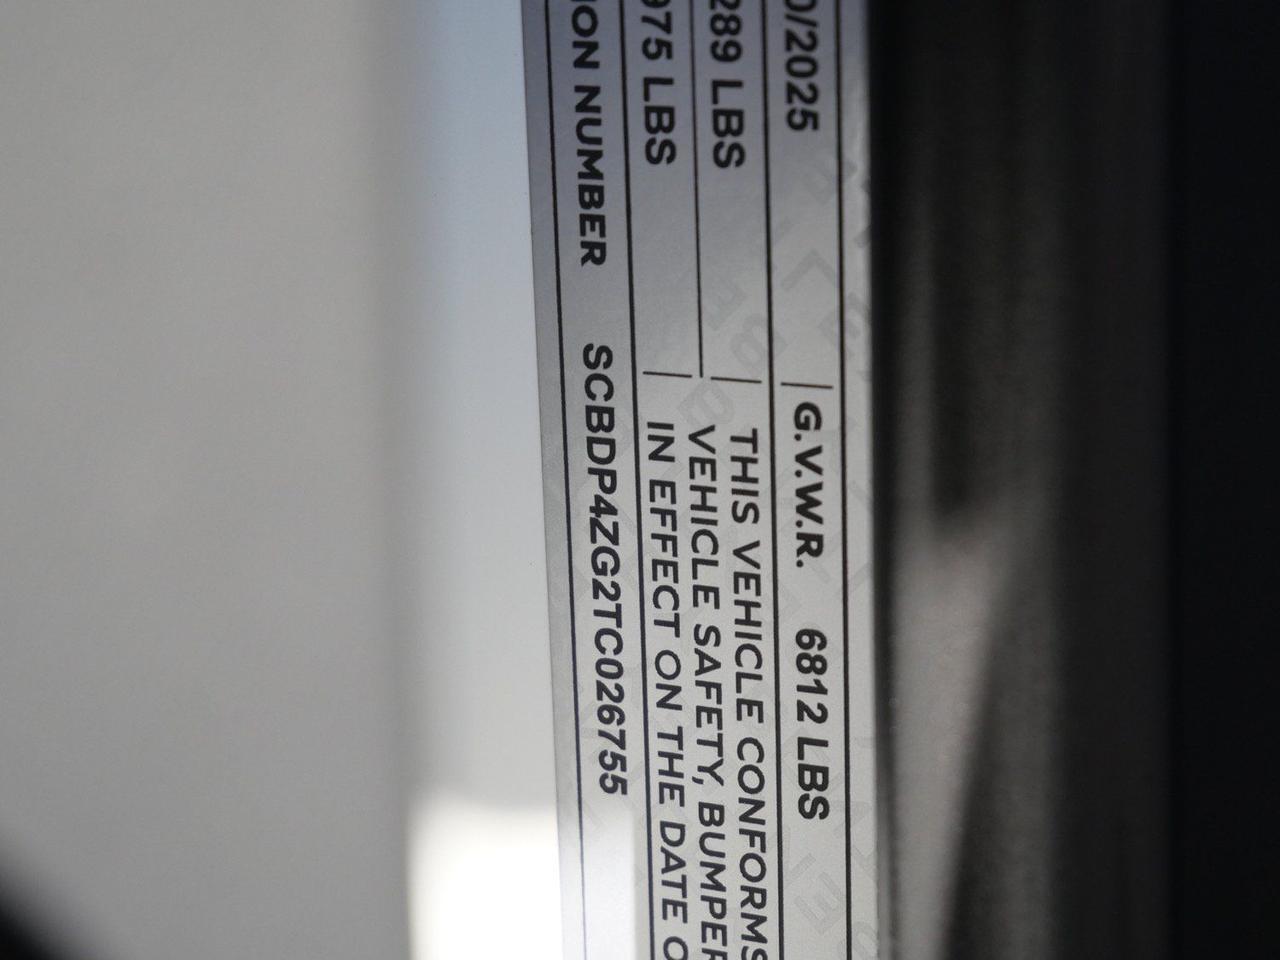 0/2025 G.V.W.R. 6812 LBS
289 LBS
975 LBS
THIS VEHICLE CONFORMS
VEHICLE SAFETY, BUMPER
IN EFFECT ON THE DATE O
ION NUMBER SCBDP4ZG2TC026755